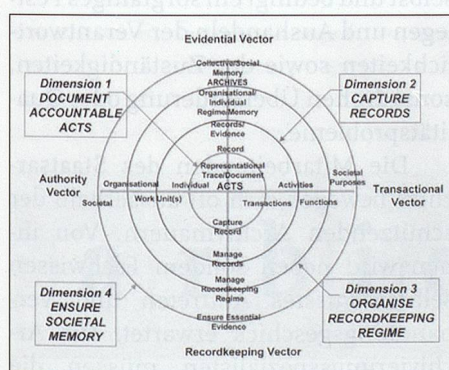 Evidential Vector
Dimension 1
DOCUMENT
ACCOUNTABLE
ACTS
Collective/Social
Memory
ARCHIVES
Organisational/
Individual
Regime/Memory
Records/
Evidence
Record
Representational
Trace/Document
ACTS
Dimension 2
CAPTURE
RECORDS
Authority
Vector
Societal
Organisational
Work Unit(s)
Individual
Transactions
Activities
Functions
Societal
Purposes
Transactional
Vector
Capture
Record
Manage
Records
Manage
Recordkeeping
Regime
Ensure Essential
Evidence
Dimension 4
ENSURE
SOCIETAL
MEMORY
Dimension 3
ORGANISE
RECORDKEEPING
REGIME
Recordkeeping Vector